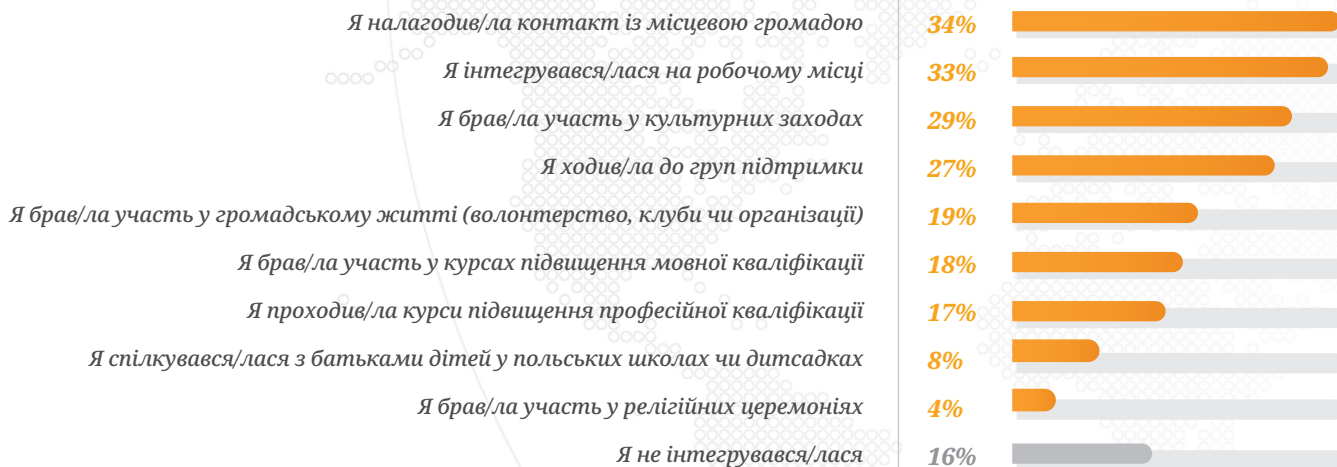 Я налагодив/ла контакт із місцевою громадою 34%
Я інтегрувався/лася на робочому місці 33%
Я брав/ла участь у культурних заходах 29%
Я ходив/ла до груп підтримки 27%
Я брав/ла участь у громадському житті (волонтерство, клуби чи організації) 19%
Я брав/ла участь у курсах підвищення мовної кваліфікації 18%
Я проходив/ла курси підвищення професійної кваліфікації 17%
Я спілкувався/лася з батьками дітей у польських школах чи дитсадках 8%
Я брав/ла участь у релігійних церемоніях 4%
Я не інтегрувався/лася 16%